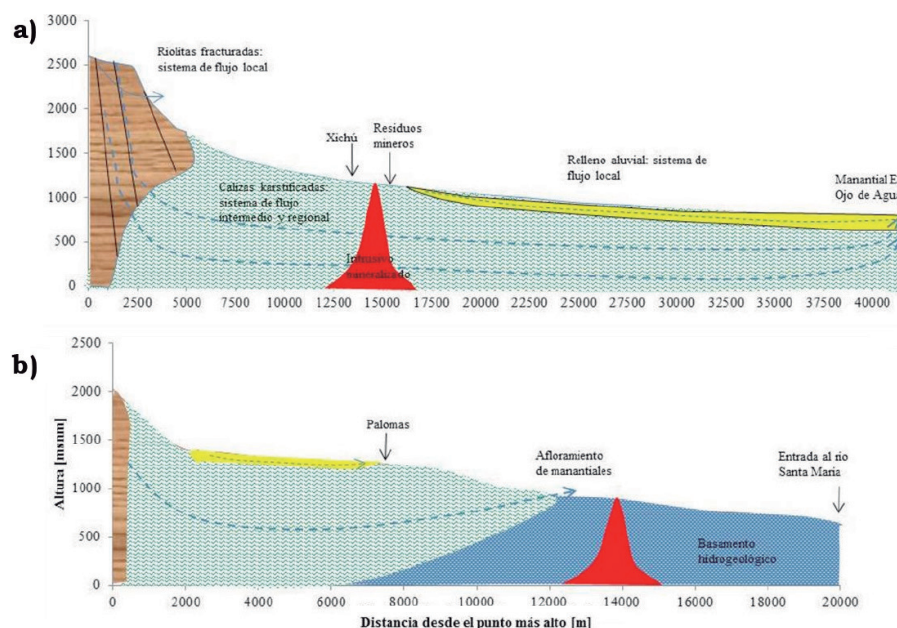 a)
3000
2500
2000
1500
1000
500
0
Riolitas fracturadas:
sistema de flujo local
Xichú
Residuos
mineros
Relleno aluvial: sistema de
flujo local
Manantial E
Ojo de Agua
Calizas karstificadas:
sistema de flujo
intermedio y regional
Intrusivo
mineralizado
0 2500 5000 7500 10000 12500 15000 17500 20000 22500 25000 27500 30000 32500 35000 37500 40000
b)
Altura [msnm]
2500
2000
1500
1000
500
0
Palomas
Afloramiento
de manantiales
Entrada al río
Santa Maria
Basamento
hidrogeológico
0 2000 4000 6000 8000 10000 12000 14000 16000 18000 20000
Distancia desde el punto más alto [m]